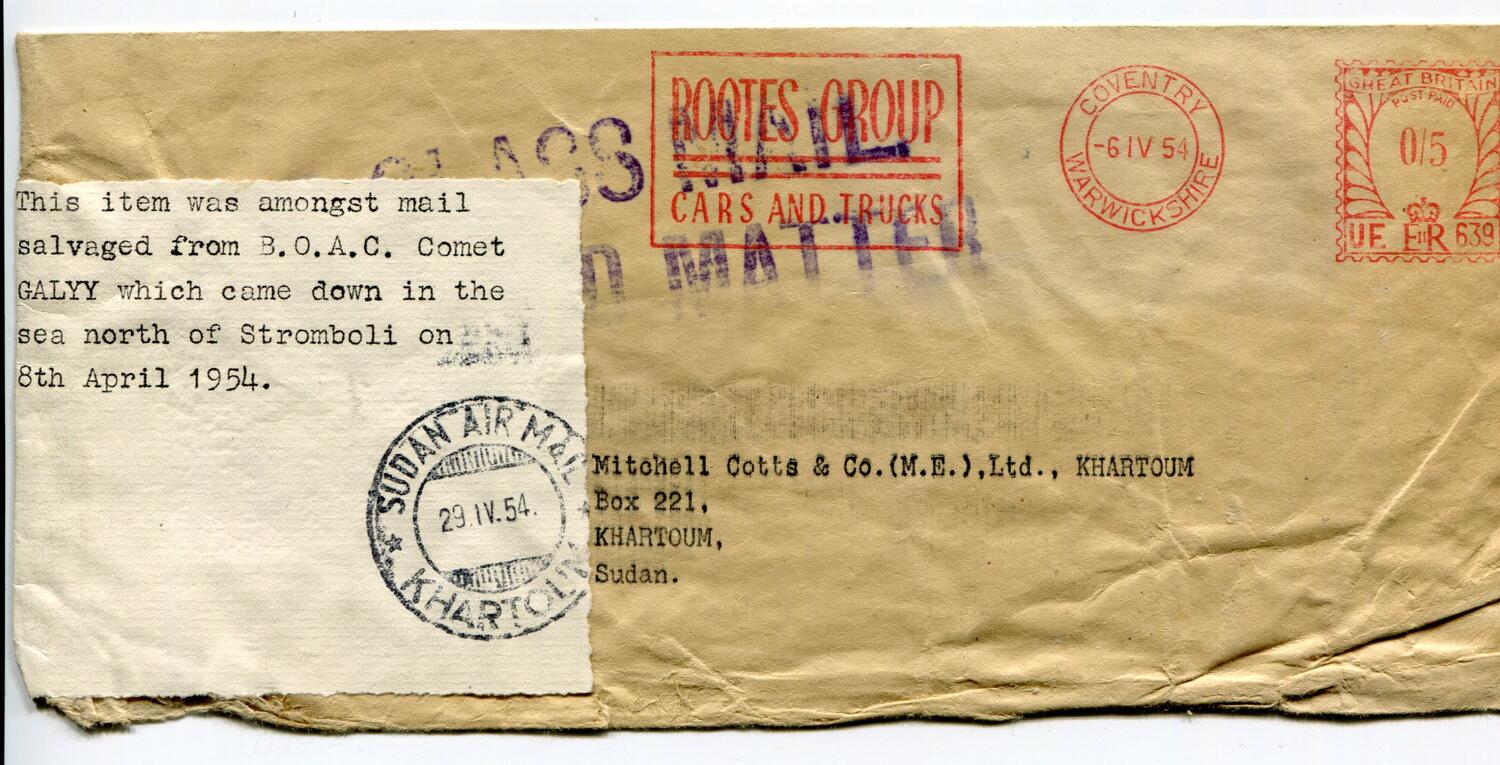 ROOTES GROUP
CARS AND TRUCKS
COVENTRY
-6 IV 54
WARWICKSHIRE
GREAT BRITAIN
POST PAID
0/5
UE EIIR 639
CLASS MAIL
MATTER
This item was amongst mail
salvaged from B.O.A.C. Comet
GALYY which came down in the
sea north of Stromboli on
8th April 1954.
SUDAN AIR MAIL
29.IV.54.
KHARTOUM
Mitchell Cotts & Co.(M.E.),Ltd., KHARTOUM
Box 221,
KHARTOUM,
Sudan.